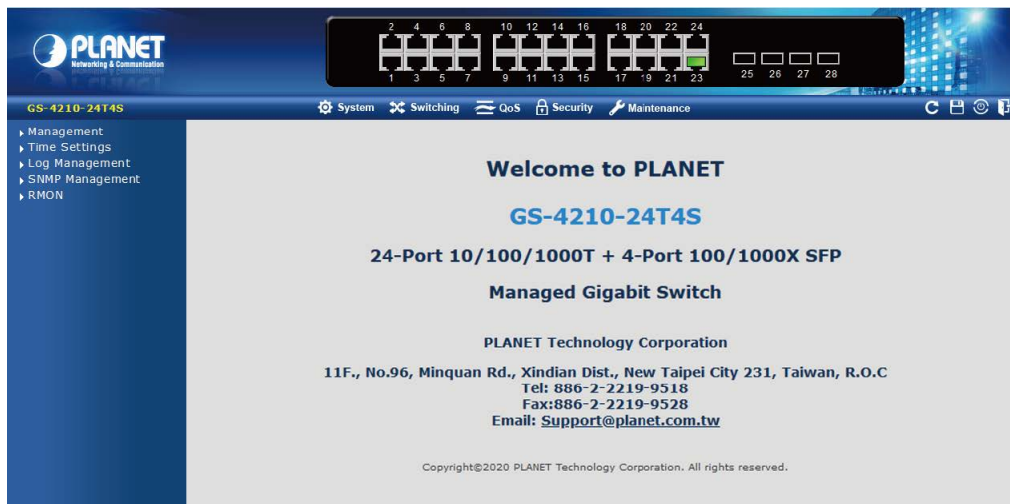 PLANET
Networking & Communication
2 4 6 8 10 12 14 16 18 20 22 24
1 3 5 7 9 11 13 15 17 19 21 23 25 26 27 28
GS-4210-24T4S
System Switching QoS Security Maintenance
Management
Time Settings
Log Management
SNMP Management
RMON
Welcome to PLANET
GS-4210-24T4S
24-Port 10/100/1000T + 4-Port 100/1000X SFP
Managed Gigabit Switch
PLANET Technology Corporation
11F., No.96, Minquan Rd., Xindian Dist., New Taipei City 231, Taiwan, R.O.C
Tel: 886-2-2219-9518
Fax:886-2-2219-9528
Email: Support@planet.com.tw
Copyright©2020 PLANET Technology Corporation. All rights reserved.